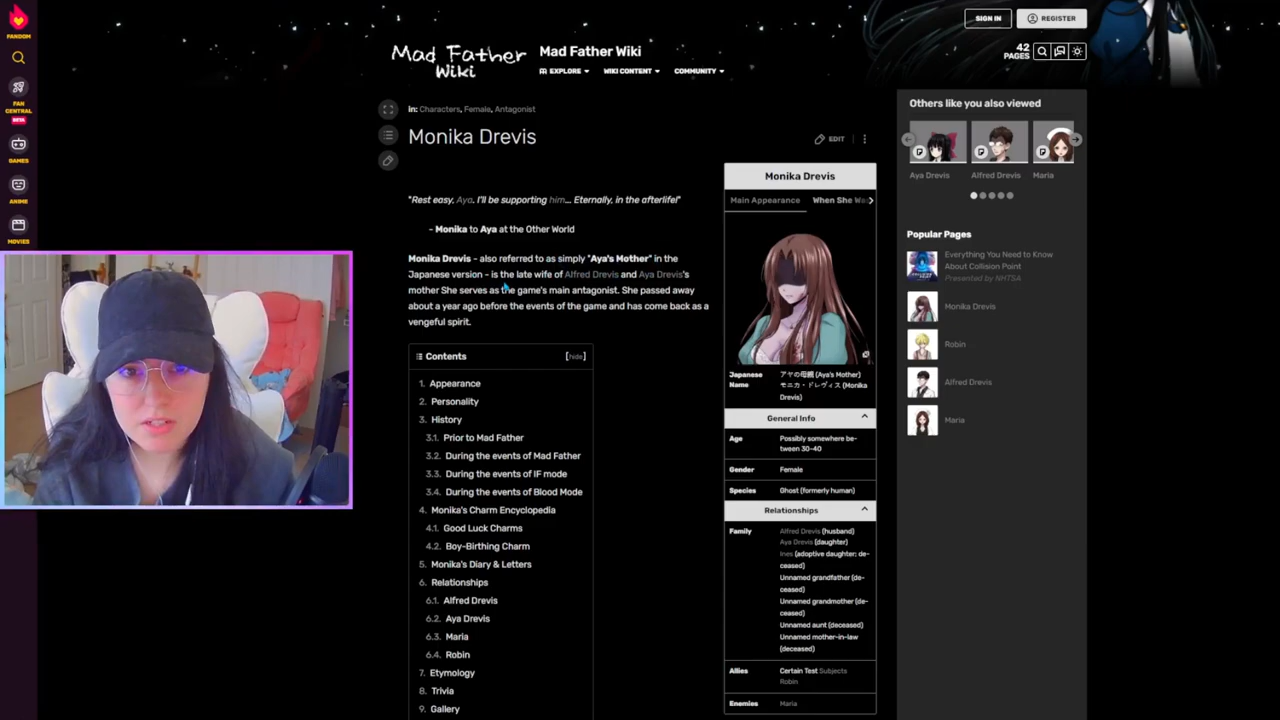 FANDOM
FAN
CENTRAL
BETA
GAMES
ANIME
MOVIES
SIGN IN
REGISTER
Mad Father
Wiki
Mad Father Wiki
EXPLORE
WIKI CONTENT
COMMUNITY
42
PAGES
in: Characters, Female, Antagonist
Monika Drevis
EDIT
"Rest easy, Aya. I'll be supporting him... Eternally, in the afterlife!"
- Monika to Aya at the Other World
Monika Drevis - also referred to as simply "Aya's Mother" in the
Japanese version - is the late wife of Alfred Drevis and Aya Drevis's
mother She serves as the game's main antagonist. She passed away
about a year ago before the events of the game and has come back as a
vengeful spirit.
Contents
[hide]
1. Appearance
2. Personality
3. History
3.1. Prior to Mad Father
3.2. During the events of Mad Father
3.3. During the events of IF mode
3.4. During the events of Blood Mode
4. Monika's Charm Encyclopedia
4.1. Good Luck Charms
4.2. Boy-Birthing Charm
5. Monika's Diary & Letters
6. Relationships
6.1. Alfred Drevis
6.2. Aya Drevis
6.3. Maria
6.4. Robin
7. Etymology
8. Trivia
9. Gallery
Monika Drevis
Main Appearance
When She Wa
Japanese
Name
アヤの母親 (Aya's Mother)
モニカ・ドレヴィス (Monika
Drevis)
General Info
Age
Possibly somewhere be-
tween 30-40
Gender
Female
Species
Ghost (formerly human)
Relationships
Family
Alfred Drevis (husband)
Aya Drevis (daughter)
Ines (adoptive daughter; de-
ceased)
Unnamed grandfather (de-
ceased)
Unnamed grandmother (de-
ceased)
Unnamed aunt (deceased)
Unnamed mother-in-law
(deceased)
Allies
Certain Test Subjects
Robin
Enemies
Maria
Others like you also viewed
Aya Drevis
Alfred Drevis
Maria
Popular Pages
Everything You Need to Know
About Collision Point
Presented by NHTSA
Monika Drevis
Robin
Alfred Drevis
Maria